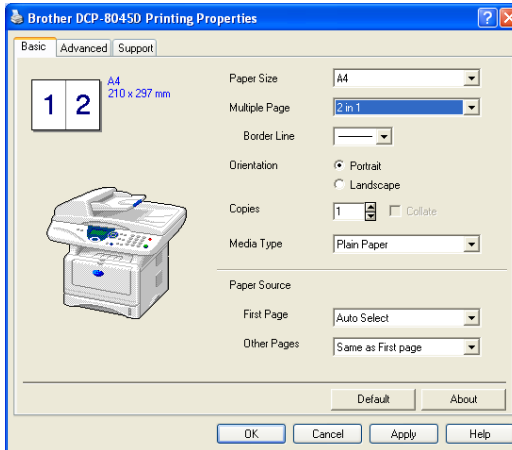 Brother DCP-8045D Printing Properties
Basic Advanced Support
A4
210 x 297 mm
1 2
Paper Size A4
Multiple Page 2 in 1
Border Line
Orientation Portrait
Landscape
Copies 1 Collate
Media Type Plain Paper
Paper Source
First Page Auto Select
Other Pages Same as First page
Default About
OK Cancel Apply Help